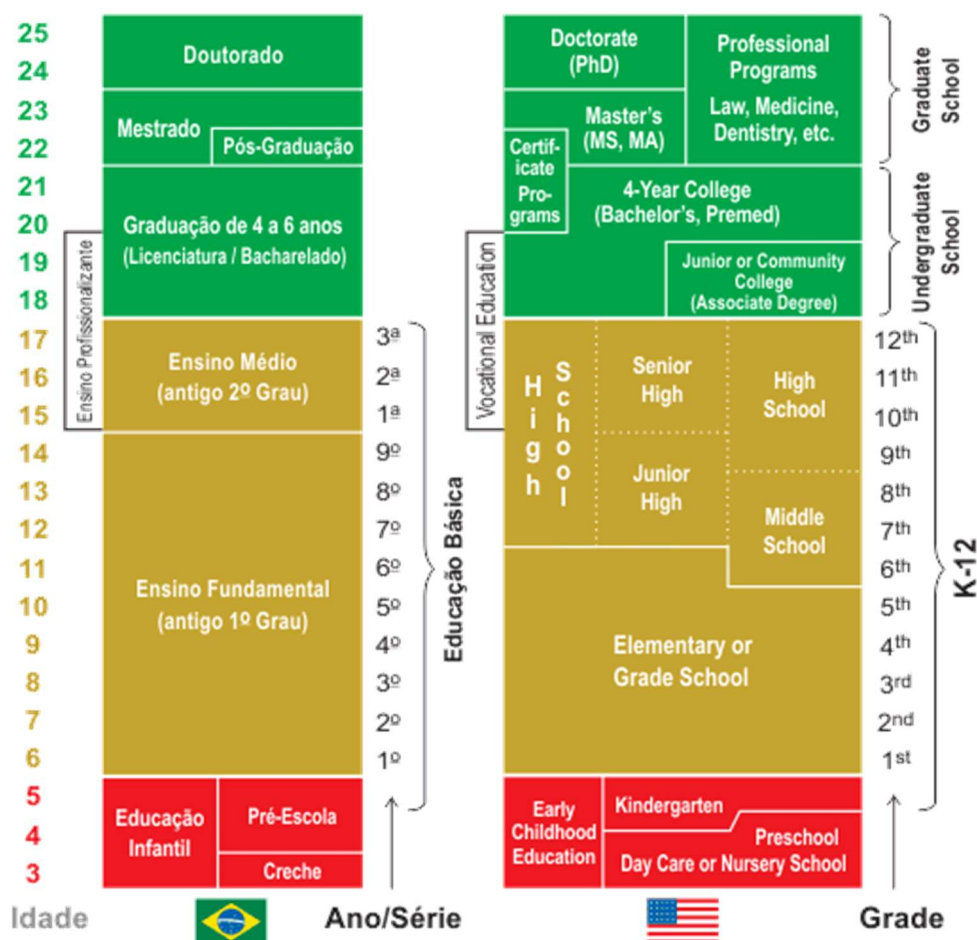 25
24
23
22
21
20
19
18
17
16
15
14
13
12
11
10
9
8
7
6
5
4
3
Idade
Ensino Profissionalizante
Doutorado
Mestrado
Pós-Graduação
Graduação de 4 a 6 anos
(Licenciatura / Bacharelado)
Ensino Médio
(antigo 2º Grau)
Ensino Fundamental
(antigo 1º Grau)
Educação
Infantil
Pré-Escola
Creche
3ª
2ª
1ª
9º
8º
7º
6º
5º
4º
3º
2º
1º
Educação Básica
Ano/Série
Vocational Education
Doctorate
(PhD)
Professional
Programs
Law, Medicine,
Dentistry, etc.
Master's
(MS, MA)
Certif-
icate
Pro-
grams
4-Year College
(Bachelor's, Premed)
Junior or Community
College
(Associate Degree)
High
School
Senior
High
High
School
Junior
High
Middle
School
Elementary or
Grade School
Early
Childhood
Education
Kindergarten
Preschool
Day Care or Nursery School
12th
11th
10th
9th
8th
7th
6th
5th
4th
3rd
2nd
1st
Graduate
School
Undergraduate
School
K-12
Grade